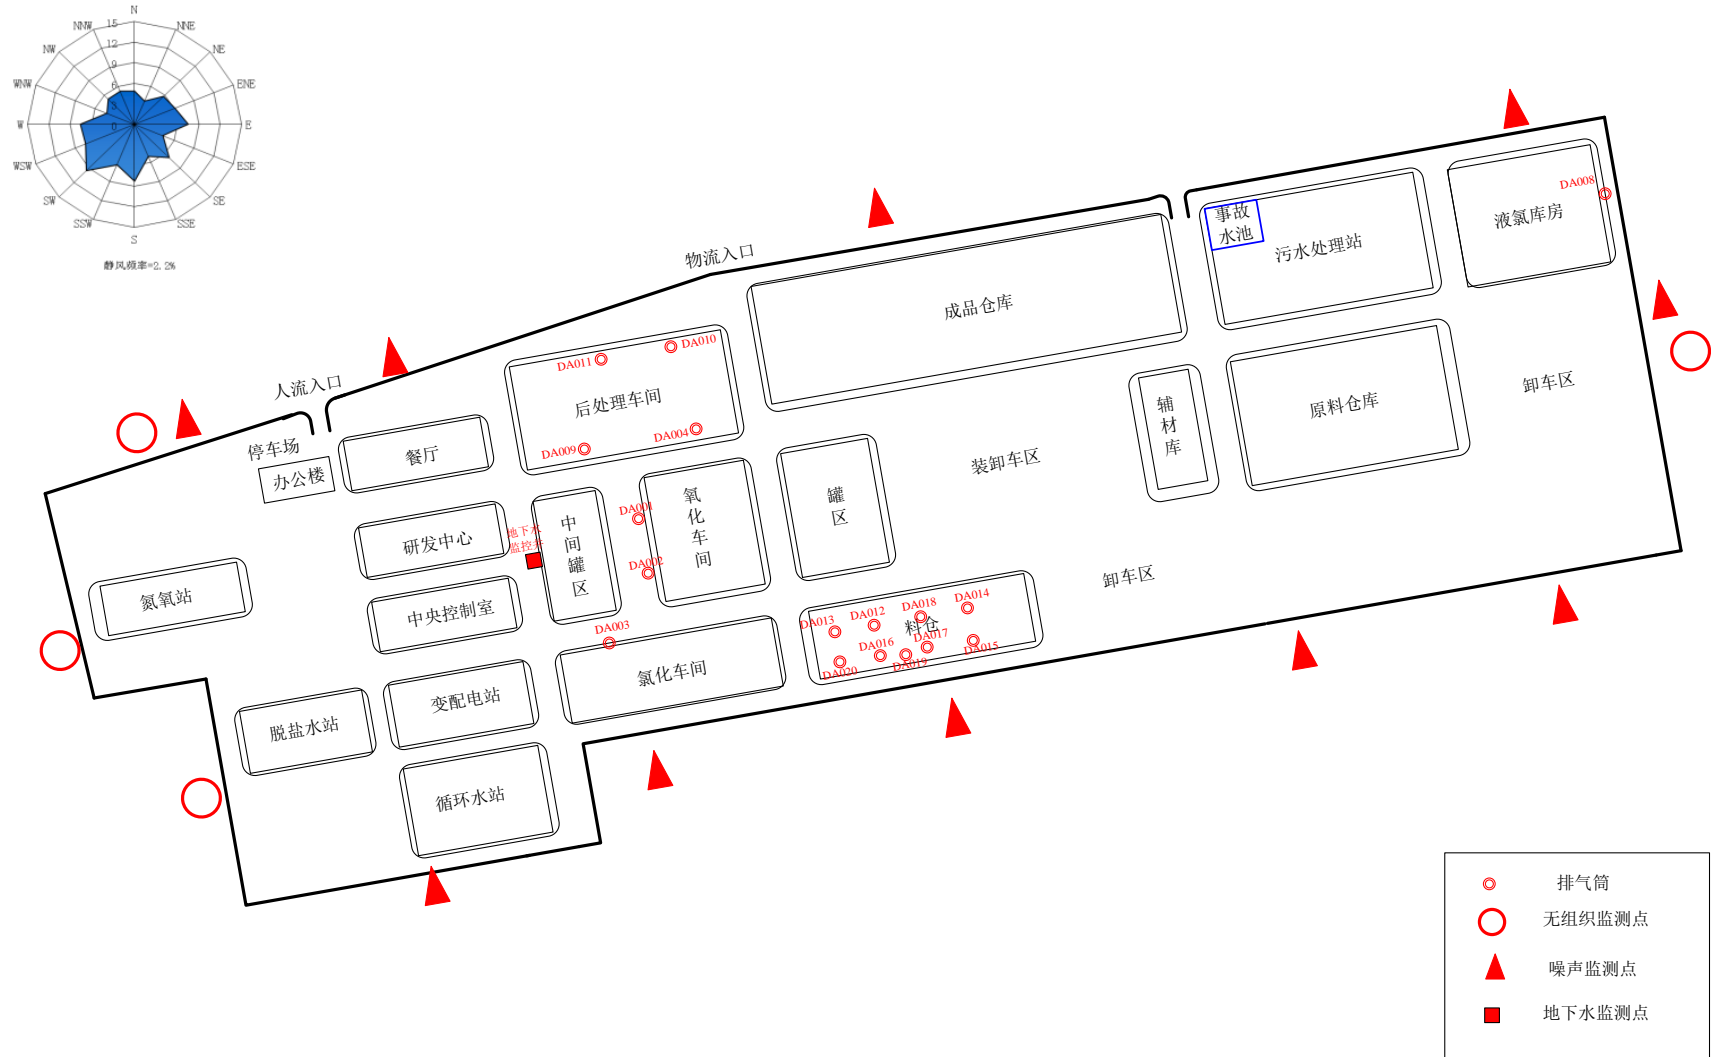 N
NNW
NNE
NW
NE
WNW
ENE
W
E
WSW
ESE
SW
SE
SSW
SSE
S
15
12
9
6
3
0
静风频率=2.2%
物流入口
人流入口
停车场
办公楼
餐厅
研发中心
中央控制室
变配电站
循环水站
脱盐水站
氮氧站
后处理车间
DA011
DA010
DA009
DA004
中间罐区
地下水
监控井
DA001
DA002
DA003
氧化车间
氯化车间
罐区
成品仓库
装卸车区
卸车区
料仓
DA013
DA012
DA018
DA014
DA016
DA017
DA015
DA020
DA019
辅材库
原料仓库
卸车区
事故
水池
污水处理站
液氯库房
DA008
排气筒
无组织监测点
噪声监测点
地下水监测点